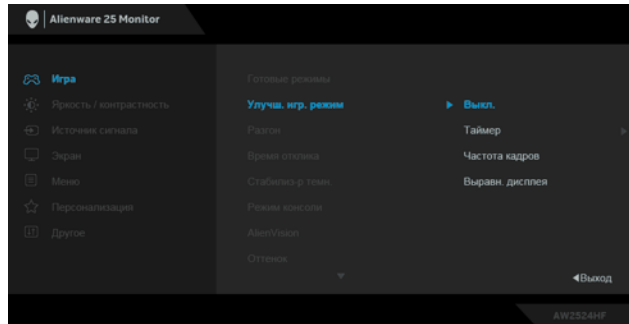 Alienware 25 Monitor
Игра
Яркость / контрастность
Источник сигнала
Экран
Меню
Персонализация
Другое
Готовые режимы
Улучш. игр. режим
Разгон
Время отклика
Стабилиз-р темн.
Режим консоли
AlienVision
Оттенок
Выкл.
Таймер
Частота кадров
Выравн. дисплея
Выход
AW2524HF